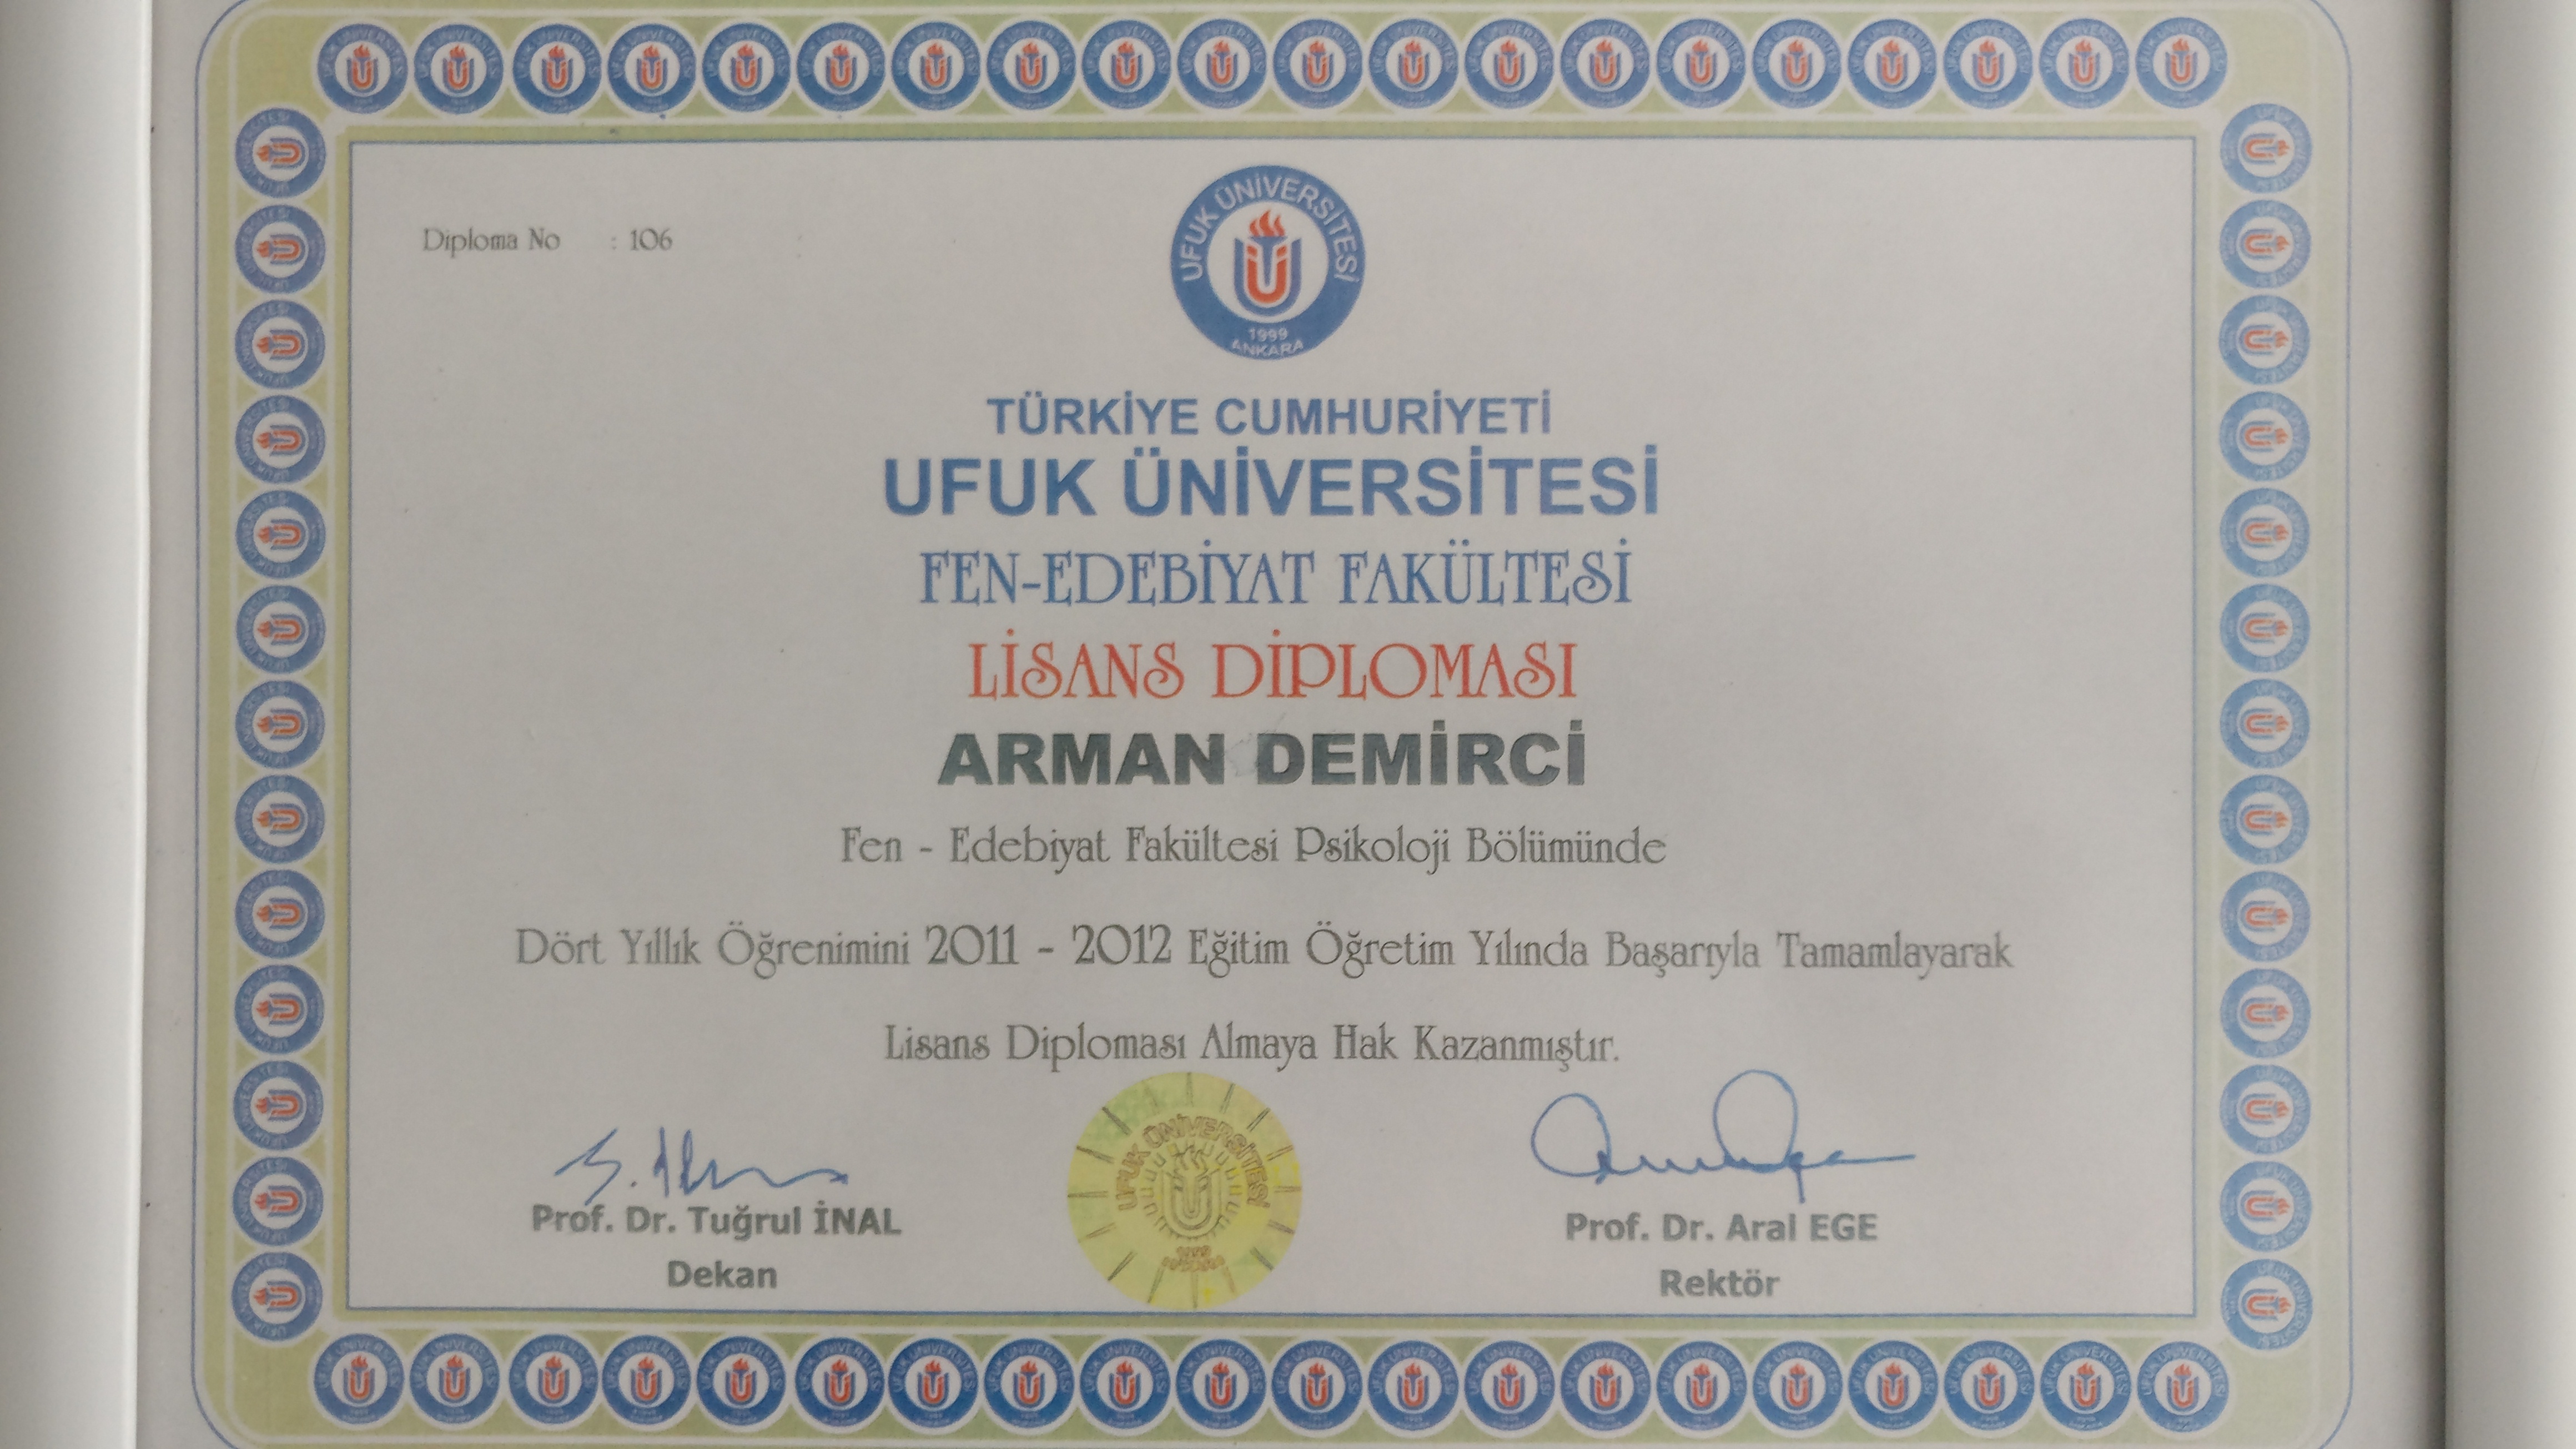 Diploma No : 106
UFUK ÜNİVERSİTESİ
1999
ANKARA
TÜRKİYE CUMHURİYETİ
UFUK ÜNİVERSİTESİ
FEN-EDEBİYAT FAKÜLTESİ
LİSANS DİPLOMASI
ARMAN DEMİRCİ
Fen - Edebiyat Fakültesi Psikoloji Bölümünde
Dört Yıllık Öğrenimini 2011 - 2012 Eğitim Öğretim Yılında Başarıyla Tamamlayarak
Lisans Diploması Almaya Hak Kazanmıştır.
UFUK ÜNİVERSİTESİ
1999
ANKARA
Prof. Dr. Tuğrul İNAL
Dekan
Prof. Dr. Aral EGE
Rektör